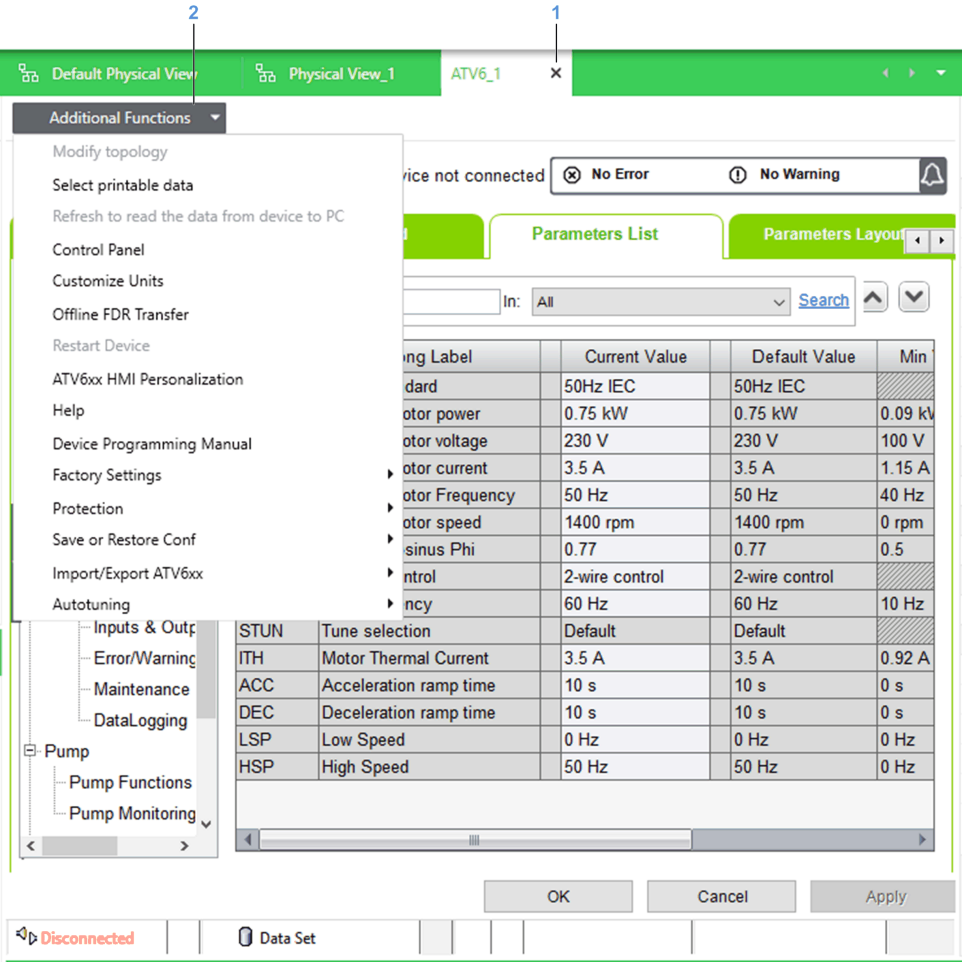 2 1
Default Physical View Physical View_1 ATV6_1
Additional Functions
Modify topology
Select printable data
vice not connected No Error No Warning
Refresh to read the data from device to PC
Parameters List Parameters Layout
Control Panel
Customize Units
In: All Search
Offline FDR Transfer
Restart Device
ng Label Current Value Default Value Min
ATV6xx HMI Personalization
dard 50Hz IEC 50Hz IEC
Help
otor power 0.75 kW 0.75 kW 0.09 kW
Device Programming Manual
otor voltage 230 V 230 V 100 V
Factory Settings
otor current 3.5 A 3.5 A 1.15 A
otor Frequency 50 Hz 50 Hz 40 Hz
Protection
otor speed 1400 rpm 1400 rpm 0 rpm
Save or Restore Conf
sinus Phi 0.77 0.77 0.5
Import/Export ATV6xx
ntrol 2-wire control 2-wire control
Autotuning
ncy 60 Hz 60 Hz 10 Hz
Inputs & Outp
STUN Tune selection Default Default
Error/Warning
ITH Motor Thermal Current 3.5 A 3.5 A 0.92 A
Maintenance
ACC Acceleration ramp time 10 s 10 s 0 s
DataLogging
DEC Deceleration ramp time 10 s 10 s 0 s
Pump
LSP Low Speed 0 Hz 0 Hz 0 Hz
HSP High Speed 50 Hz 50 Hz 0 Hz
Pump Functions
Pump Monitoring
OK Cancel Apply
Disconnected Data Set